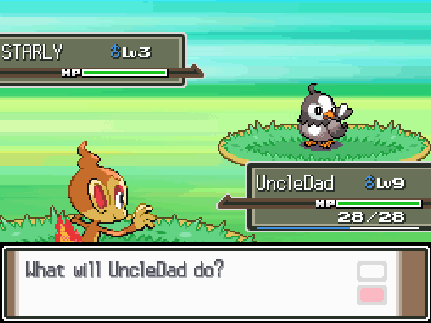 STARLY ♂Lv3
HP
UncleDad ♂Lv9
HP
28/28
What will UncleDad do?